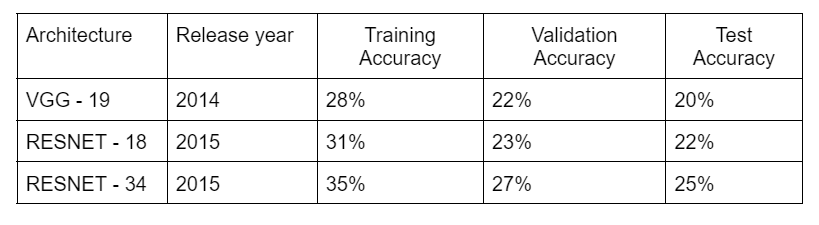 Architecture Release year Training Accuracy Validation Accuracy Test Accuracy
VGG - 19 2014 28% 22% 20%
RESNET - 18 2015 31% 23% 22%
RESNET - 34 2015 35% 27% 25%